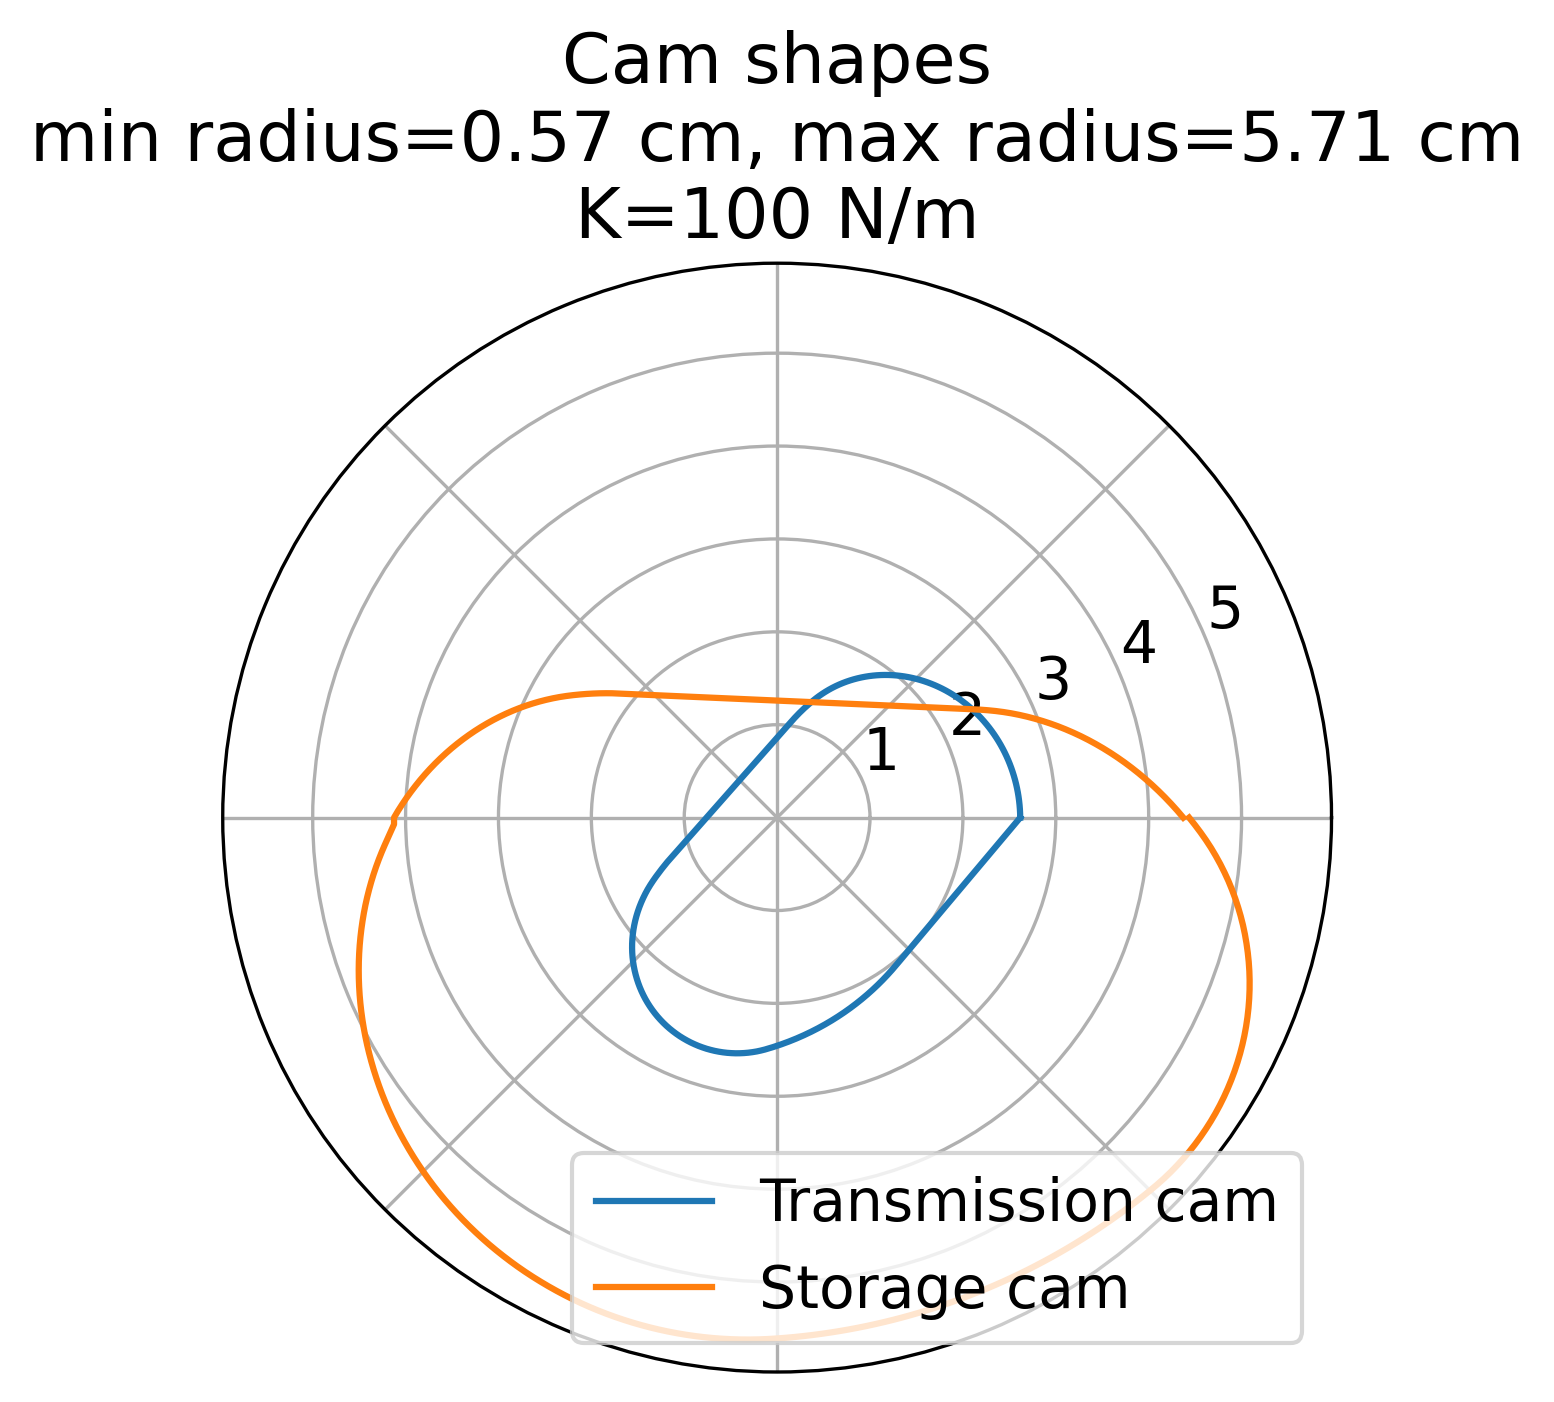 Cam shapes
min radius=0.57 cm, max radius=5.71 cm
K=100 N/m
5
4
3
2
1
Transmission cam
Storage cam